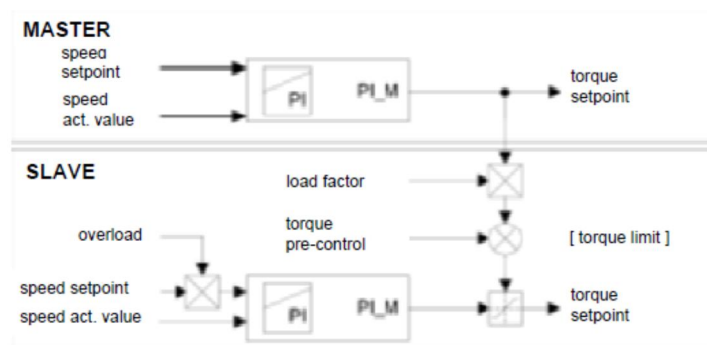 MASTER
speed
setpoint
PI
PI_M
torque
setpoint
speed
act. value
SLAVE
load factor
overload
torque
pre-control
[ torque limit ]
speed setpoint
PI
PI_M
torque
setpoint
speed act. value